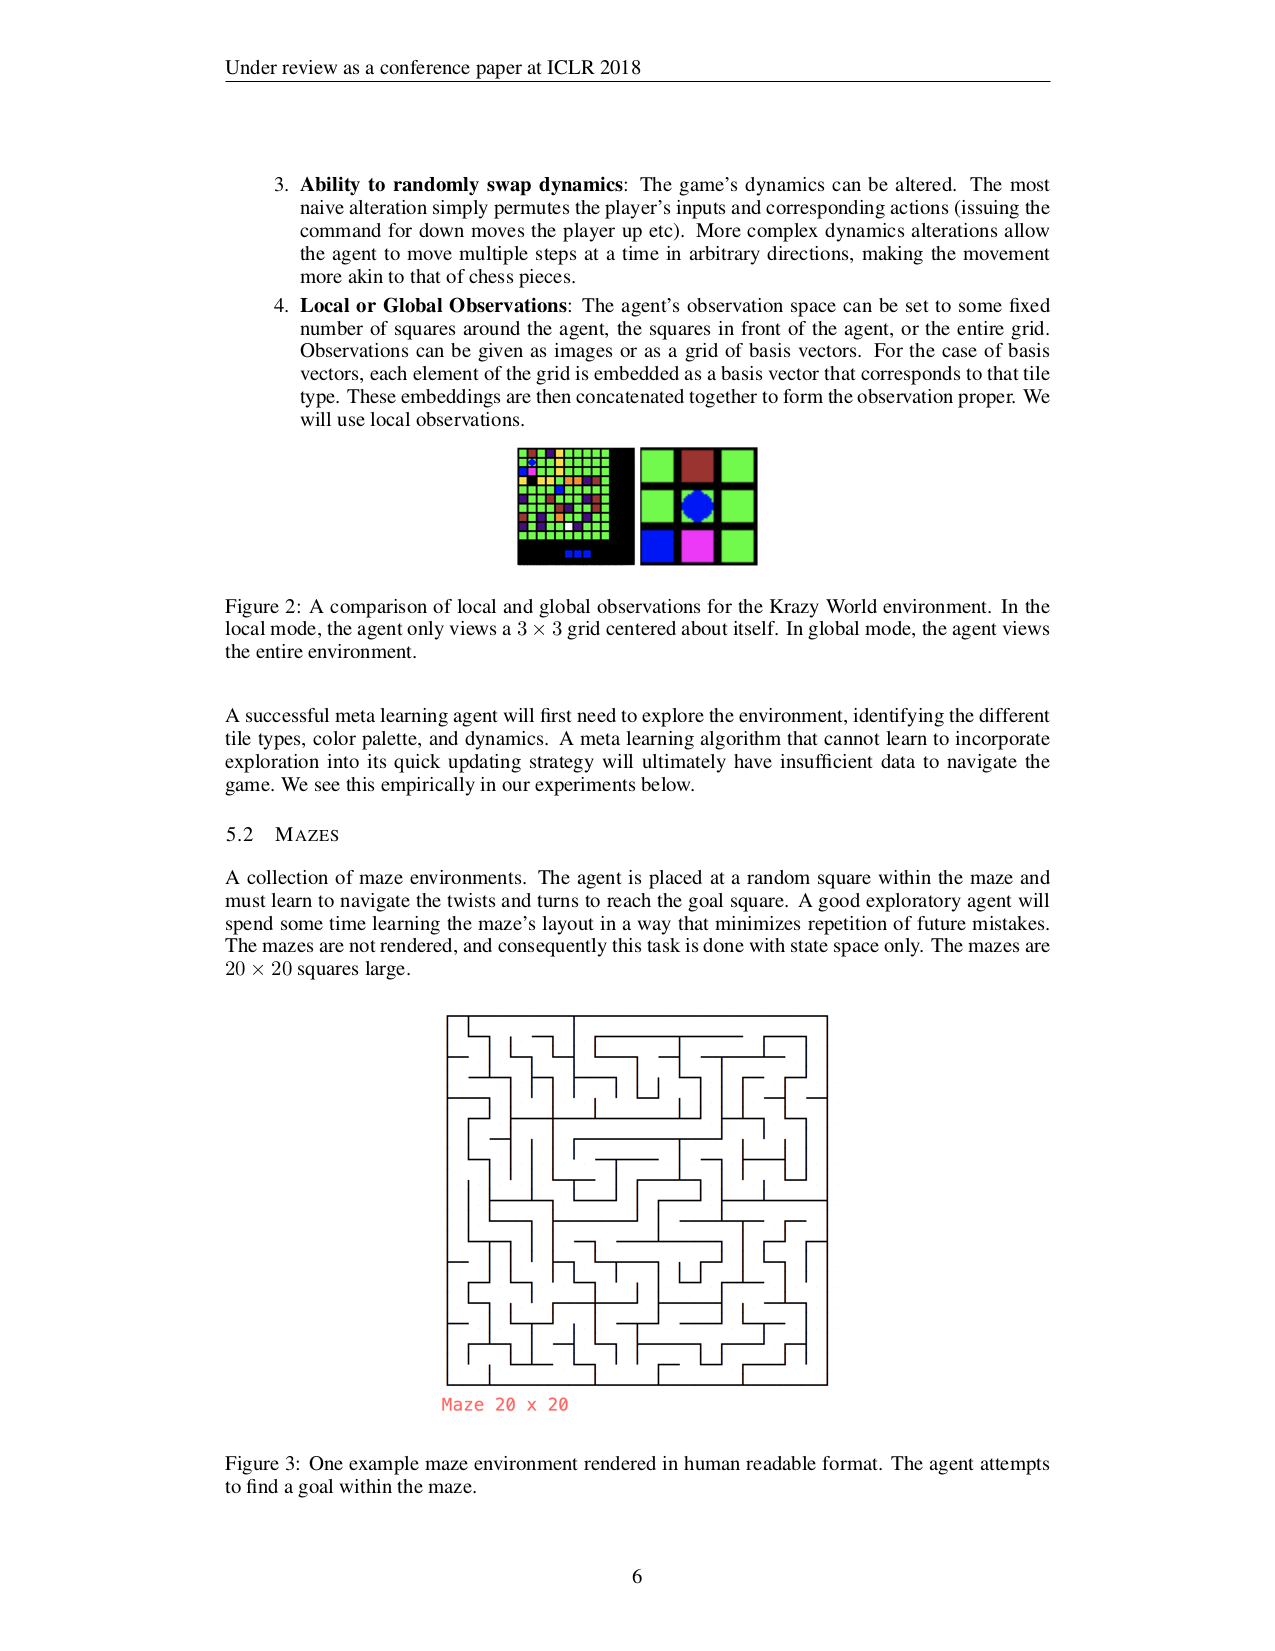 Under review as a conference paper at ICLR 2018
3. Ability to randomly swap dynamics: The game's dynamics can be altered. The most
naive alteration simply permutes the player's inputs and corresponding actions (issuing the
command for down moves the player up etc). More complex dynamics alterations allow
the agent to move multiple steps at a time in arbitrary directions, making the movement
more akin to that of chess pieces.
4. Local or Global Observations: The agent's observation space can be set to some fixed
number of squares around the agent, the squares in front of the agent, or the entire grid.
Observations can be given as images or as a grid of basis vectors. For the case of basis
vectors, each element of the grid is embedded as a basis vector that corresponds to that tile
type. These embeddings are then concatenated together to form the observation proper. We
will use local observations.
Figure 2: A comparison of local and global observations for the Krazy World environment. In the
local mode, the agent only views a 3 × 3 grid centered about itself. In global mode, the agent views
the entire environment.
A successful meta learning agent will first need to explore the environment, identifying the different
tile types, color palette, and dynamics. A meta learning algorithm that cannot learn to incorporate
exploration into its quick updating strategy will ultimately have insufficient data to navigate the
game. We see this empirically in our experiments below.
5.2 MAZES
A collection of maze environments. The agent is placed at a random square within the maze and
must learn to navigate the twists and turns to reach the goal square. A good exploratory agent will
spend some time learning the maze's layout in a way that minimizes repetition of future mistakes.
The mazes are not rendered, and consequently this task is done with state space only. The mazes are
20 × 20 squares large.
Maze 20 x 20
Figure 3: One example maze environment rendered in human readable format. The agent attempts
to find a goal within the maze.
6